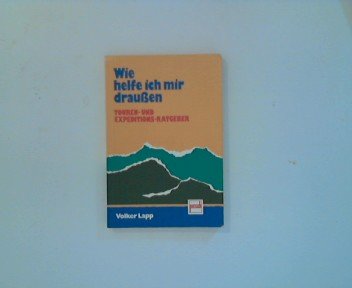 Wie
helfe ich mir
draußen
TOUREN- UND
EXPEDITIONS-RATGEBER
Volker Lapp